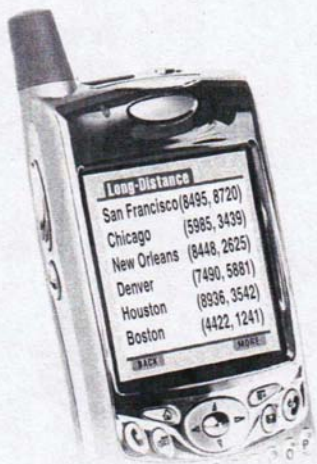 Long-Distance
San Francisco (8495, 8720)
Chicago (5985, 3439)
New Orleans (8448, 2625)
Denver (7490, 5881)
Houston (8936, 3542)
Boston (4422, 1241)
BACK MORE